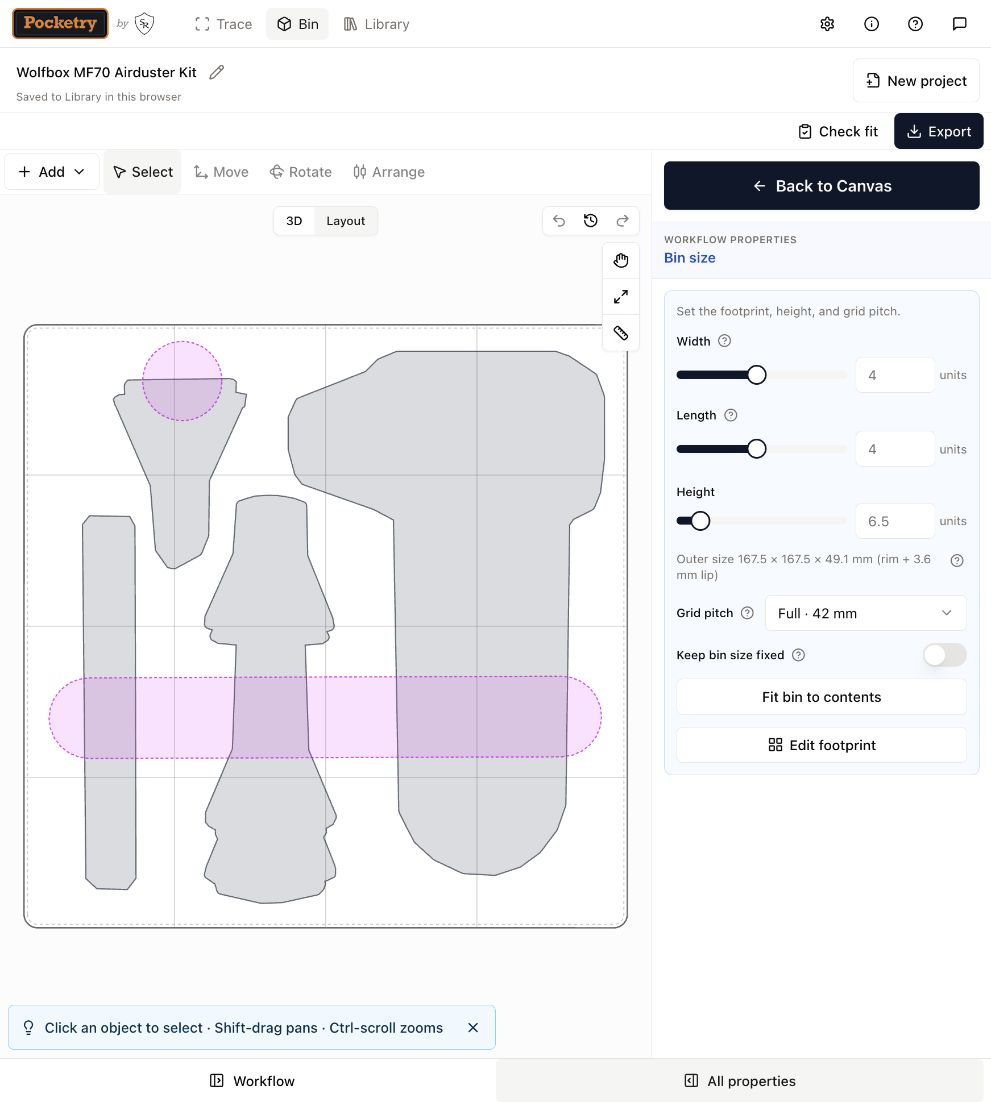 Pocketry by SR
Trace
Bin
Library
Wolfbox MF70 Airduster Kit
Saved to Library in this browser
New project
Check fit
Export
Add
Select
Move
Rotate
Arrange
Back to Canvas
3D
Layout
WORKFLOW PROPERTIES
Bin size
Set the footprint, height, and grid pitch.
Width
4 units
Length
4 units
Height
6.5 units
Outer size 167.5 × 167.5 × 49.1 mm (rim + 3.6
mm lip)
Grid pitch
Full · 42 mm
Keep bin size fixed
Fit bin to contents
Edit footprint
Click an object to select · Shift-drag pans · Ctrl-scroll zooms
Workflow
All properties